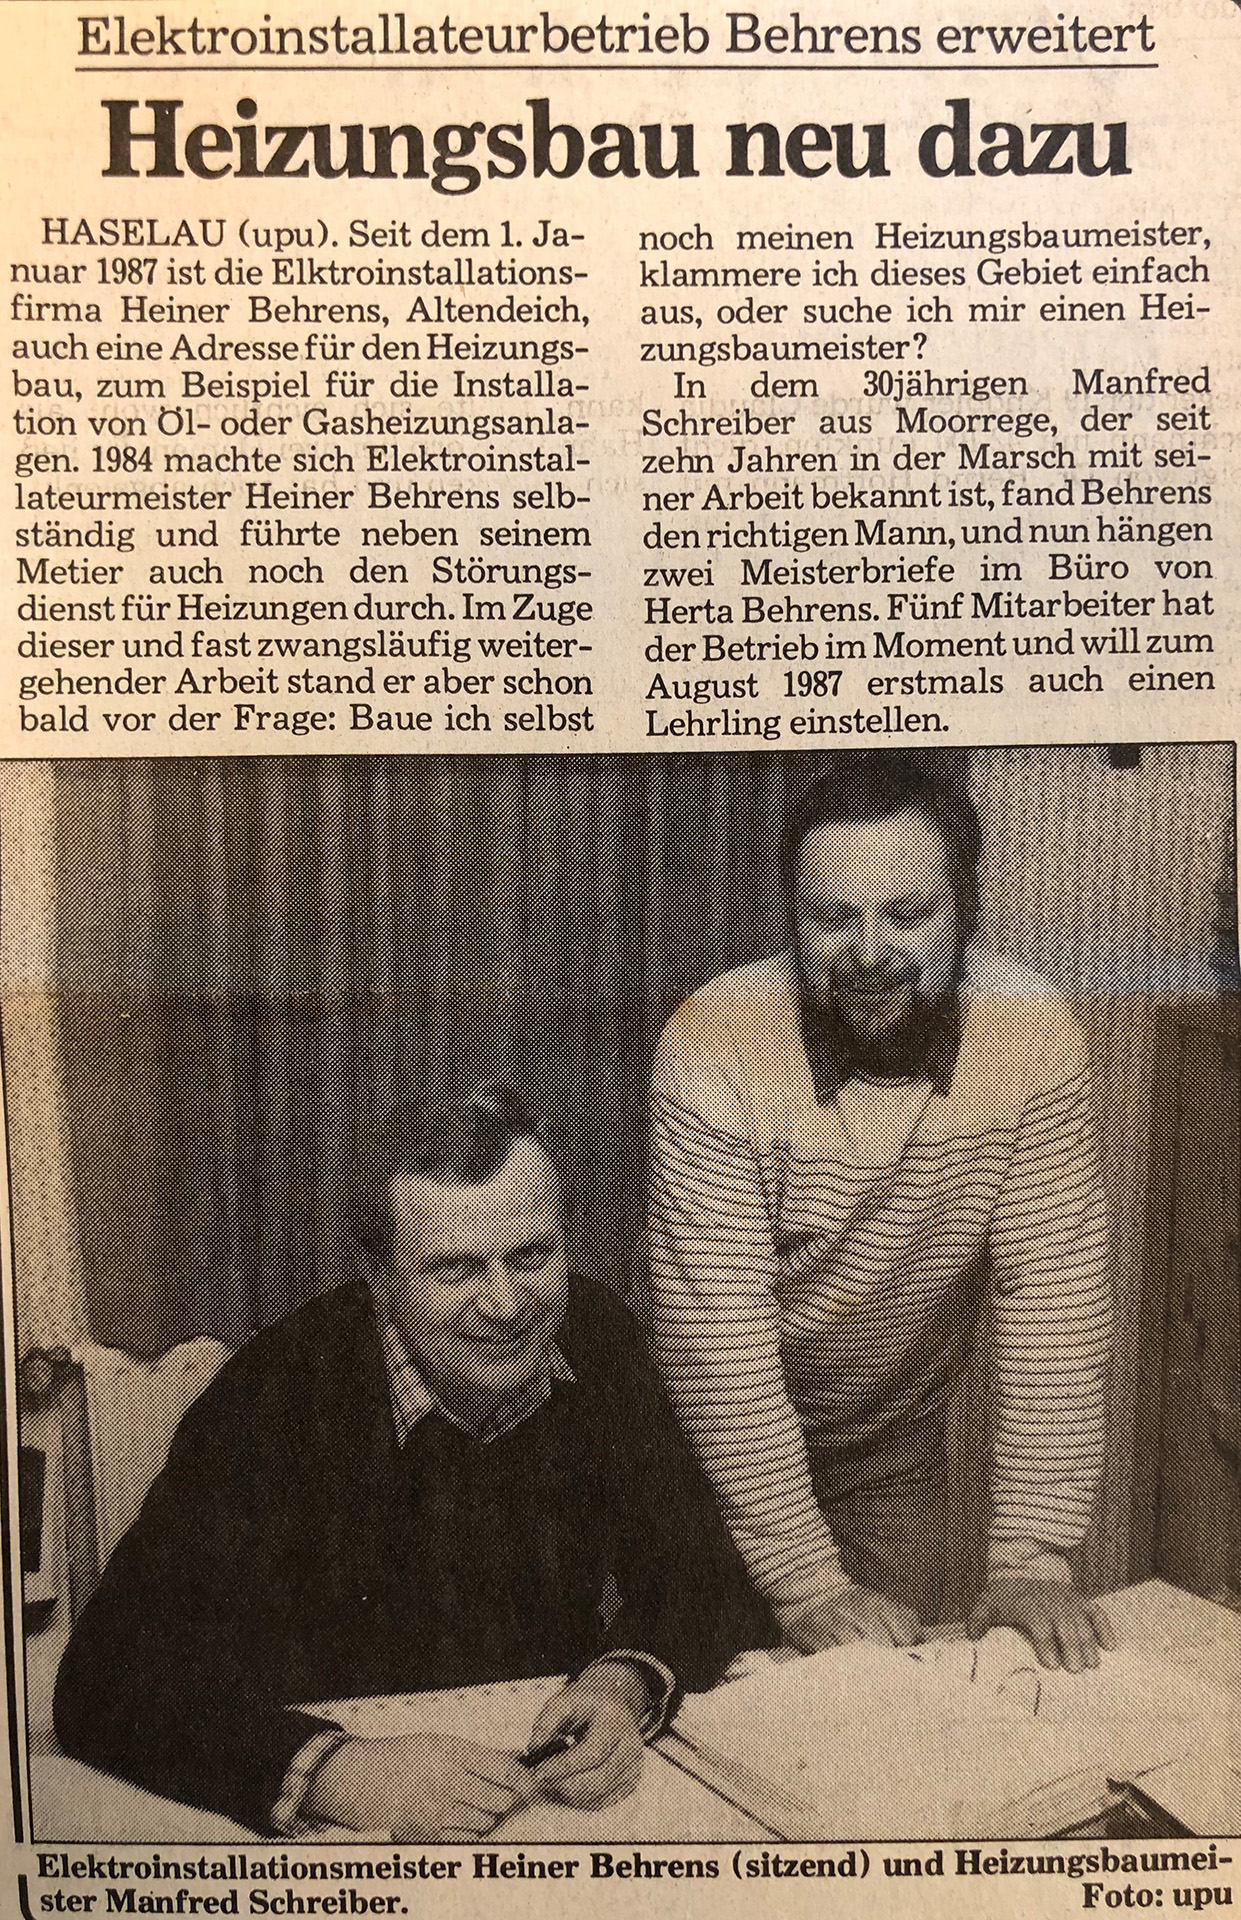 Elektroinstallateurbetrieb Behrens erweitert
Heizungsbau neu dazu
HASELAU (upu). Seit dem 1. Ja-
nuar 1987 ist die Elktroinstallations-
firma Heiner Behrens, Altendeich,
auch eine Adresse für den Heizungs-
bau, zum Beispiel für die Installa-
tion von Öl- oder Gasheizungsanla-
gen. 1984 machte sich Elektroinstal-
lateurmeister Heiner Behrens selb-
ständig und führte neben seinem
Metier auch noch den Störungs-
dienst für Heizungen durch. Im Zuge
dieser und fast zwangsläufig weiter-
gehender Arbeit stand er aber schon
bald vor der Frage: Baue ich selbst
noch meinen Heizungsbaumeister,
klammere ich dieses Gebiet einfach
aus, oder suche ich mir einen Hei-
zungsbaumeister?
In dem 30jährigen Manfred
Schreiber aus Moorrege, der seit
zehn Jahren in der Marsch mit sei-
ner Arbeit bekannt ist, fand Behrens
den richtigen Mann, und nun hängen
zwei Meisterbriefe im Büro von
Herta Behrens. Fünf Mitarbeiter hat
der Betrieb im Moment und will zum
August 1987 erstmals auch einen
Lehrling einstellen.
Elektroinstallationsmeister Heiner Behrens (sitzend) und Heizungsbaumei-
ster Manfred Schreiber. Foto: upu